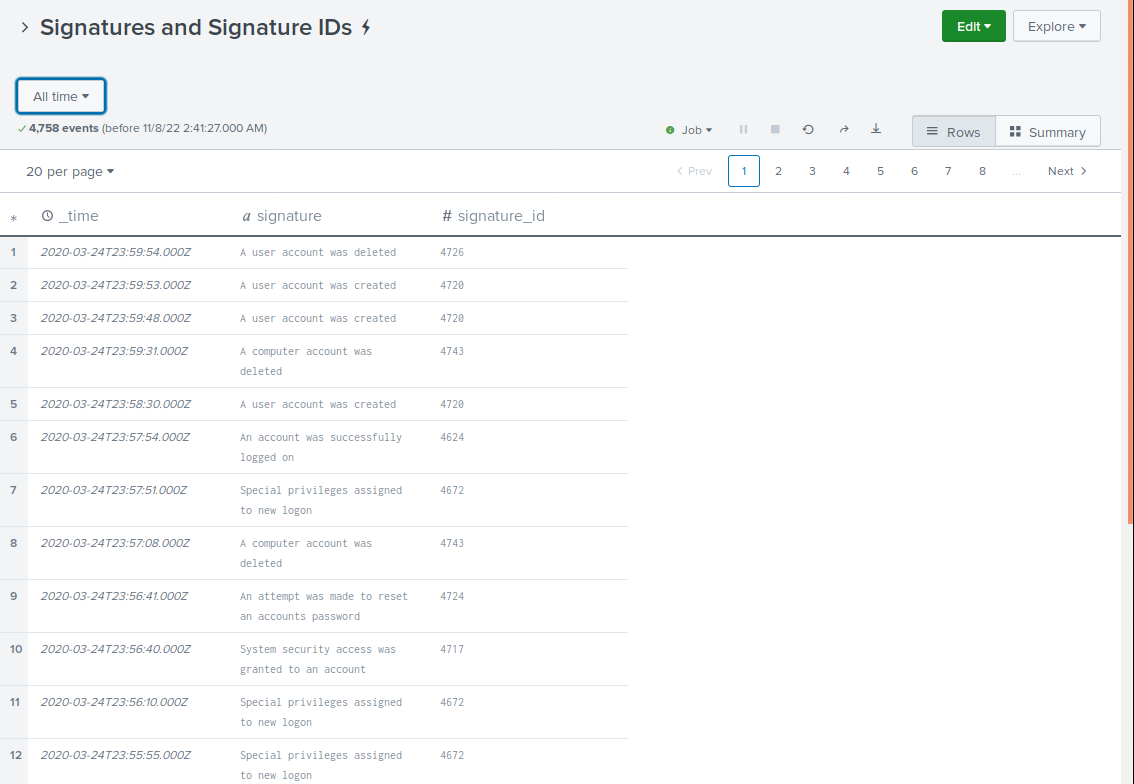 Signatures and Signature IDs
Edit
Explore
All time
4,758 events (before 11/8/22 2:41:27.000 AM)
Job
Rows
Summary
20 per page
Prev 1 2 3 4 5 6 7 8 ... Next
* _time a signature # signature_id
1 2020-03-24T23:59:54.000Z A user account was deleted 4726
2 2020-03-24T23:59:53.000Z A user account was created 4720
3 2020-03-24T23:59:48.000Z A user account was created 4720
4 2020-03-24T23:59:31.000Z A computer account was 4743
deleted
5 2020-03-24T23:58:30.000Z A user account was created 4720
6 2020-03-24T23:57:54.000Z An account was successfully 4624
logged on
7 2020-03-24T23:57:51.000Z Special privileges assigned 4672
to new logon
8 2020-03-24T23:57:08.000Z A computer account was 4743
deleted
9 2020-03-24T23:56:41.000Z An attempt was made to reset 4724
an accounts password
10 2020-03-24T23:56:40.000Z System security access was 4717
granted to an account
11 2020-03-24T23:56:10.000Z Special privileges assigned 4672
to new logon
12 2020-03-24T23:55:55.000Z Special privileges assigned 4672
to new logon